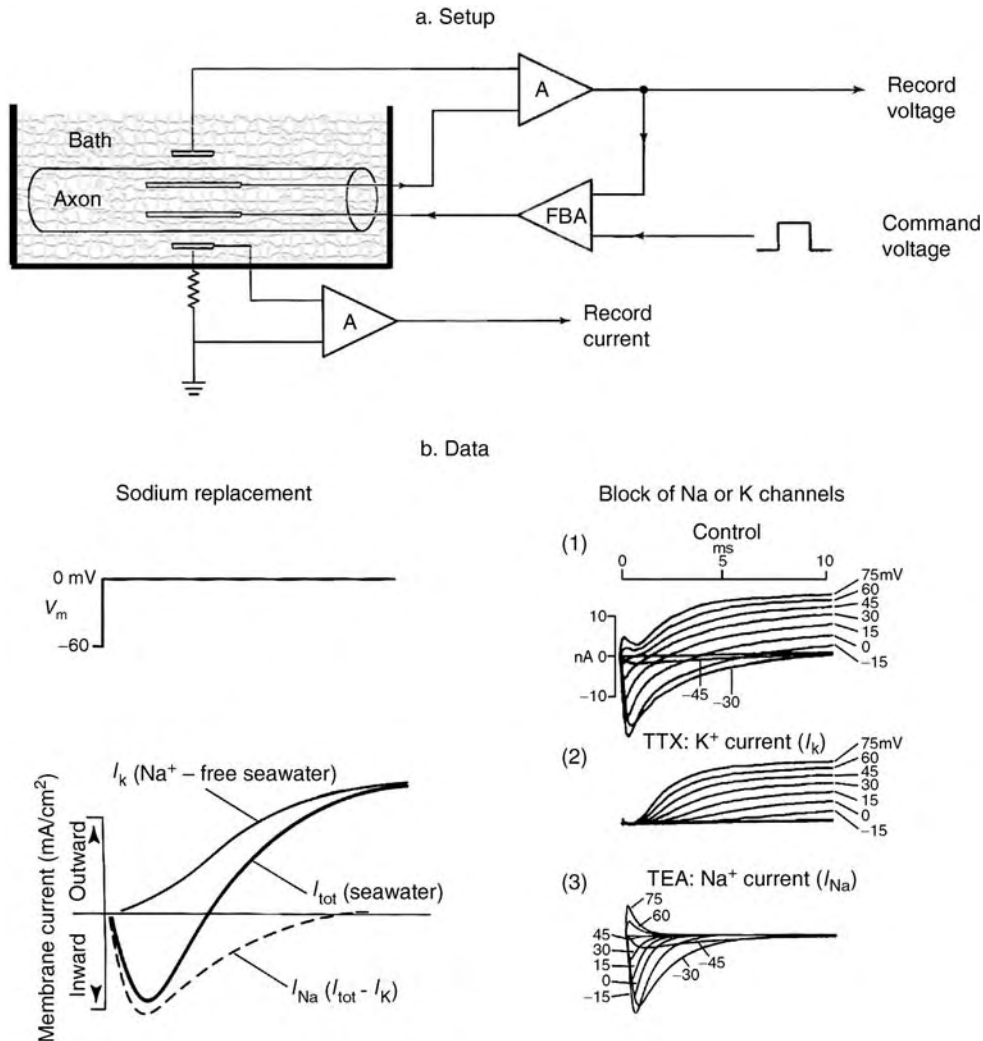 a. Setup
A
Record
voltage
Bath
Axon
FBA
Command
voltage
A
Record
current
b. Data
Sodium replacement
0 mV
Vm
−60
Membrane current (mA/cm²)
Inward Outward
Ik (Na⁺ – free seawater)
Itot (seawater)
INa (Itot - IK)
Block of Na or K channels
(1)
Control
ms
0 5 10
10
nA 0
−10
75mV
60
45
30
15
0
−15
−45
−30
TTX: K⁺ current (Ik)
(2)
75mV
60
45
30
15
0
−15
TEA: Na⁺ current (INa)
(3)
75
60
45
30
15
0
−15
−45
−30